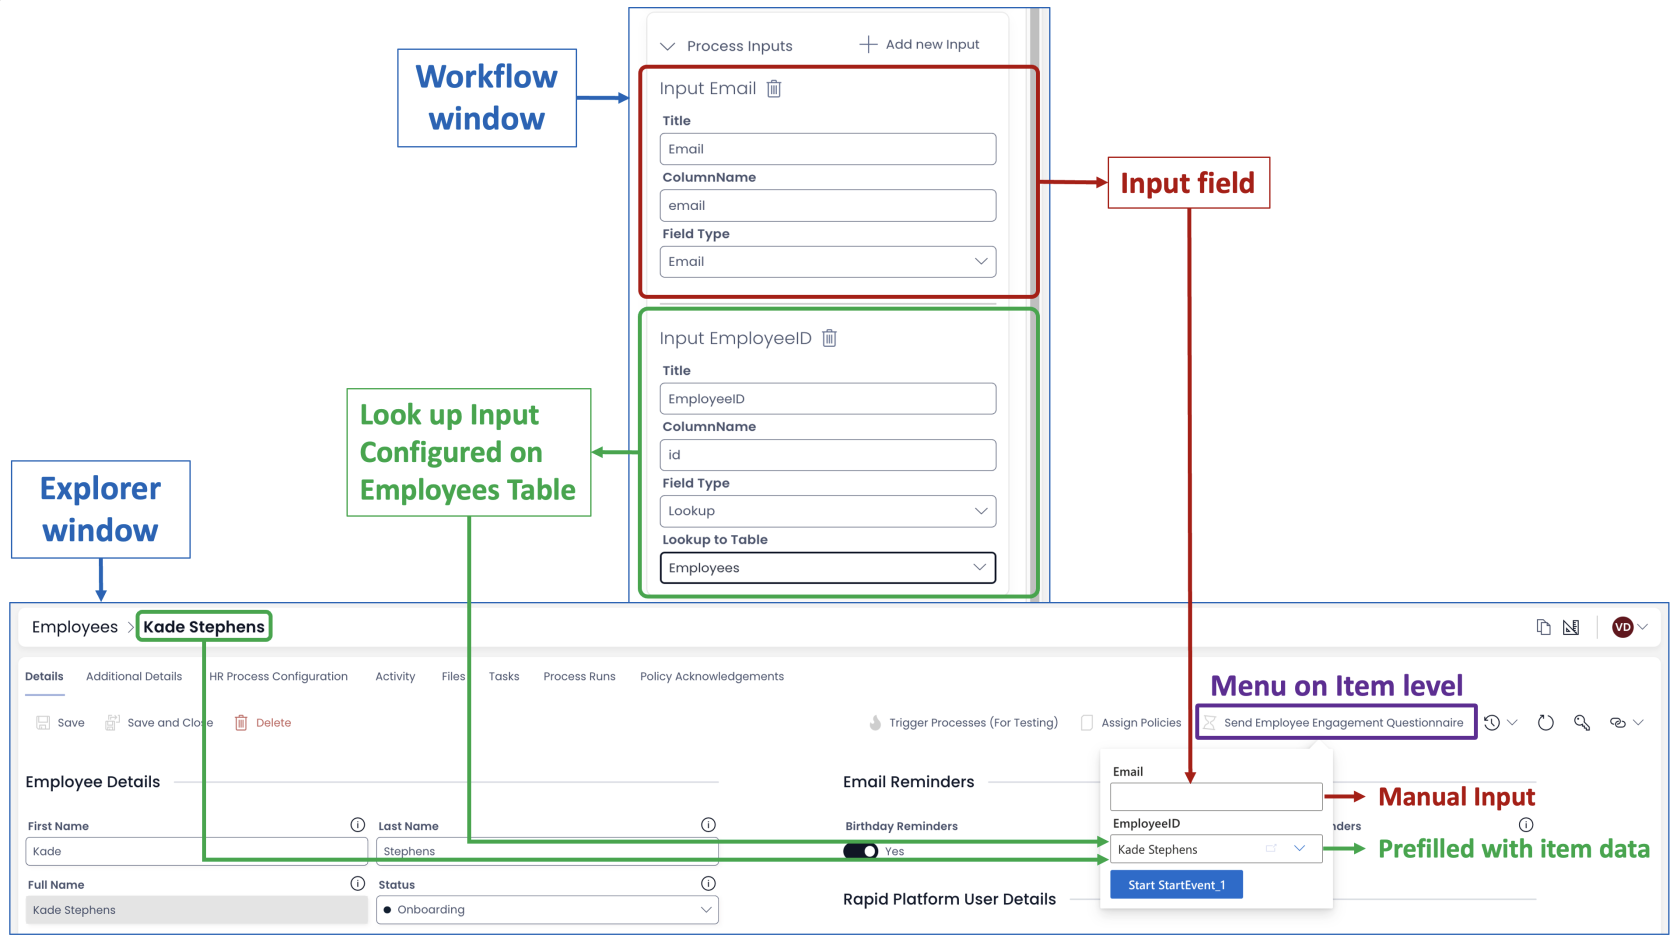 Process Inputs
Add new Input
Workflow
window
Input Email
Title
Email
ColumnName
email
Field Type
Email
Input field
Input EmployeeID
Title
EmployeeID
ColumnName
id
Field Type
Lookup
Lookup to Table
Employees
Look up Input
Configured on
Employees Table
Explorer
window
Employees > Kade Stephens
VD
Details Additional Details HR Process Configuration Activity Files Tasks Process Runs Policy Acknowledgements
Menu on Item level
Save Save and Close Delete Trigger Processes (For Testing) Assign Policies Send Employee Engagement Questionnaire
Employee Details
Email Reminders
Email
Manual Input
First Name Last Name Birthday Reminders
EmployeeID
nders
Kade Stephens Yes
Kade Stephens
Prefilled with item data
Full Name Status
Start StartEvent_1
Kade Stephens Onboarding
Rapid Platform User Details